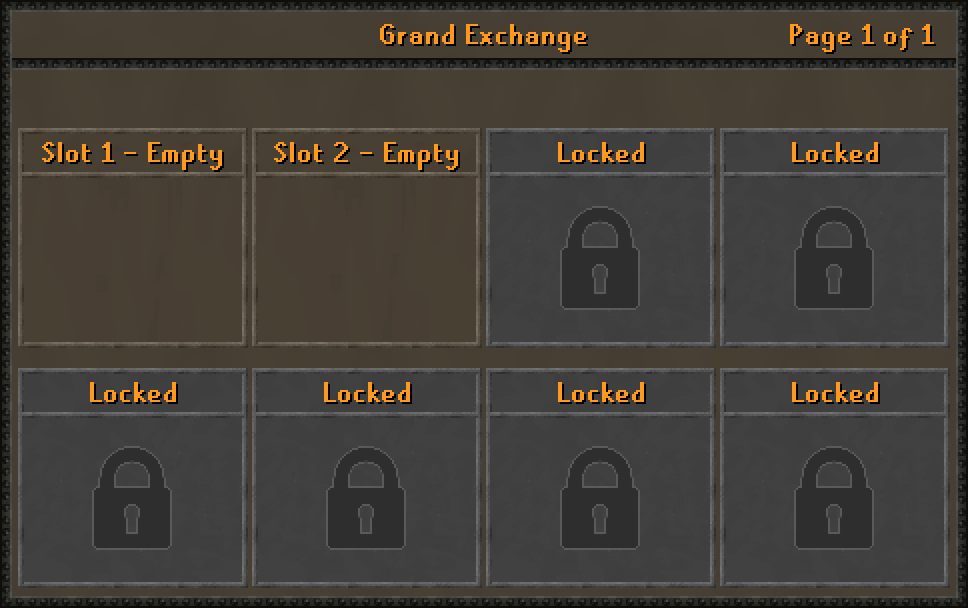 Grand Exchange
Page 1 of 1
Slot 1 - Empty
Slot 2 - Empty
Locked
Locked
Locked
Locked
Locked
Locked